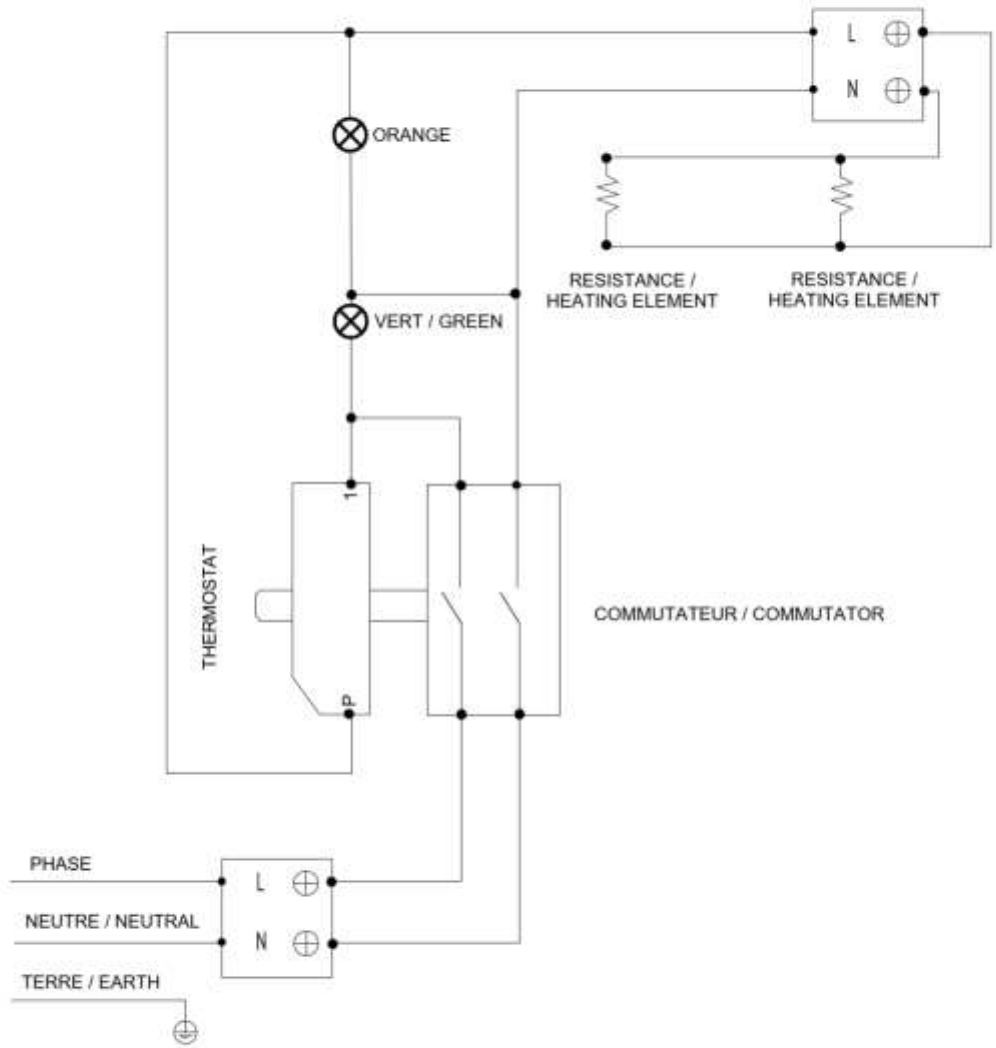 L
N
ORANGE
RESISTANCE /
HEATING ELEMENT
RESISTANCE /
HEATING ELEMENT
VERT / GREEN
1
THERMOSTAT
COMMUTATEUR / COMMUTATOR
P
PHASE
L
NEUTRE / NEUTRAL
N
TERRE / EARTH